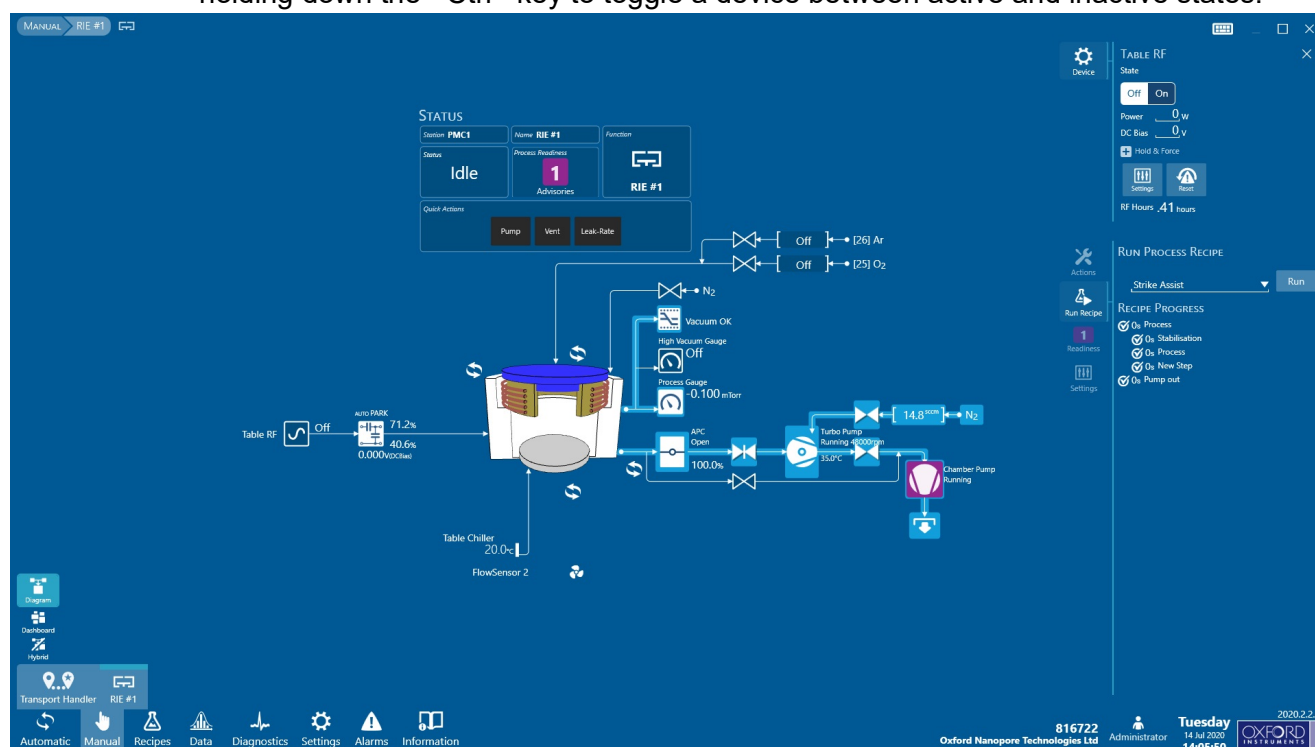 holding down the "Ctrl" key to toggle a device between active and inactive states.
MANUAL RIE #1
STATUS
Station PMC1 Name RIE #1 Function
Status Process Readiness
Idle 1 RIE #1
Advisories
Quick Actions
Pump Vent Leak-Rate
Off [26] Ar
Off [25] O2
N2
Vacuum OK
High Vacuum Gauge
Off
Process Gauge
-0.100 mTorr
14.8 sccm N2
Table RF Off
AUTO PARK
71.2%
40.6%
0.000V(DCBias)
APC
Open
100.0%
Turbo Pump
Running 48000rpm
35.0°C
Chamber Pump
Running
Table Chiller
20.0°C
FlowSensor 2
Device
TABLE RF
State
Off On
Power 0 W
DC Bias 0 V
Hold & Force
Settings Reset
RF Hours .41 hours
Actions
Run Recipe
1
Readiness
Settings
RUN PROCESS RECIPE
Strike Assist Run
RECIPE PROGRESS
0s Process
0s Stabilisation
0s Process
0s New Step
0s Pump out
Diagram
Dashboard
Hybrid
Transport Handler RIE #1
Automatic Manual Recipes Data Diagnostics Settings Alarms Information
816722
Oxford Nanopore Technologies Ltd
Administrator
Tuesday
14 Jul 2020
14:05:50
2020.2.2.
OXFORD
INSTRUMENTS